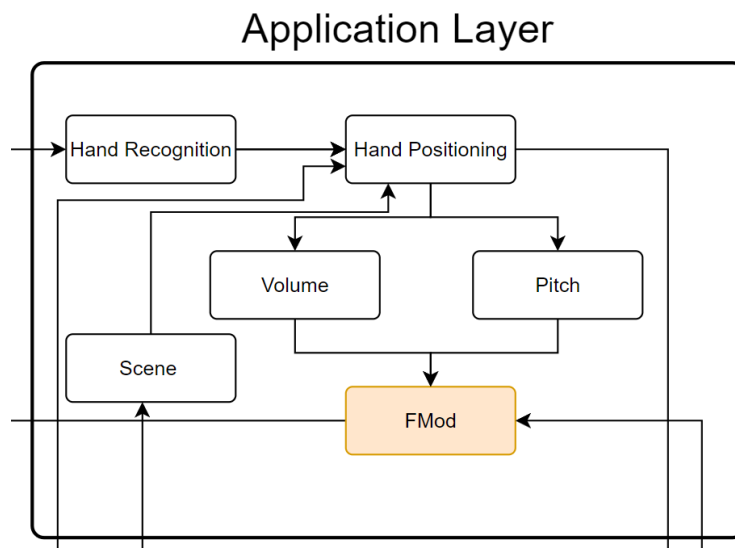 Application Layer
Hand Recognition
Hand Positioning
Volume
Pitch
Scene
FMod